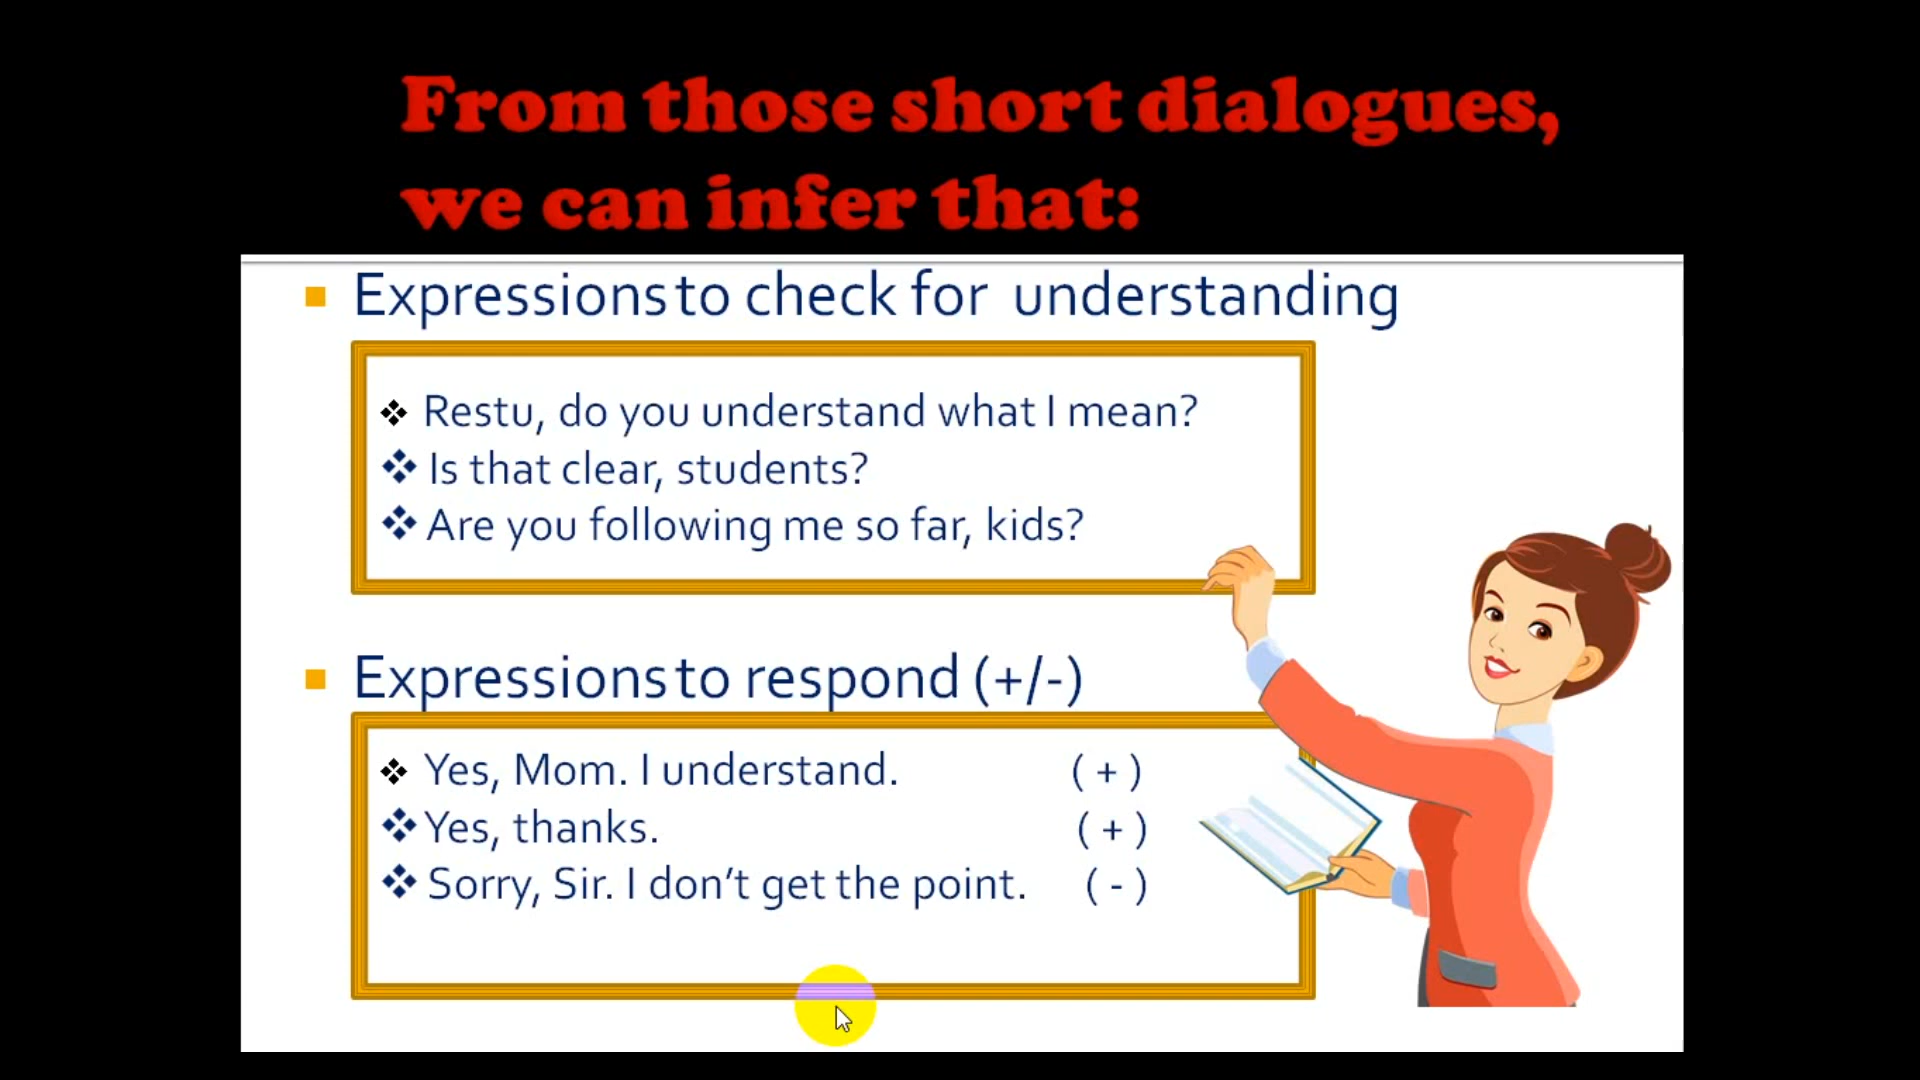 From those short dialogues,
we can infer that:
Expressions to check for understanding
Restu, do you understand what I mean?
Is that clear, students?
Are you following me so far, kids?
Expressions to respond (+/-)
Yes, Mom. I understand. ( + )
Yes, thanks. ( + )
Sorry, Sir. I don’t get the point. ( - )